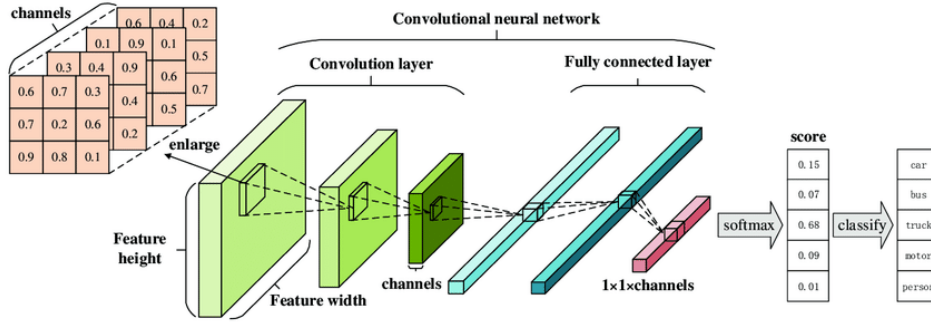 channels
0.6 0.4 0.2
0.1 0.9 0.1
0.5
0.3 0.4 0.9
0.6
0.7
0.6 0.7 0.3
0.4
0.5
0.7 0.2 0.6
0.2
0.9 0.8 0.1
enlarge
Convolutional neural network
Convolution layer
Fully connected layer
Feature
height
Feature width
channels
1×1×channels
softmax
score
0.15
0.07
0.68
0.09
0.01
classify
car
bus
truck
motor
person